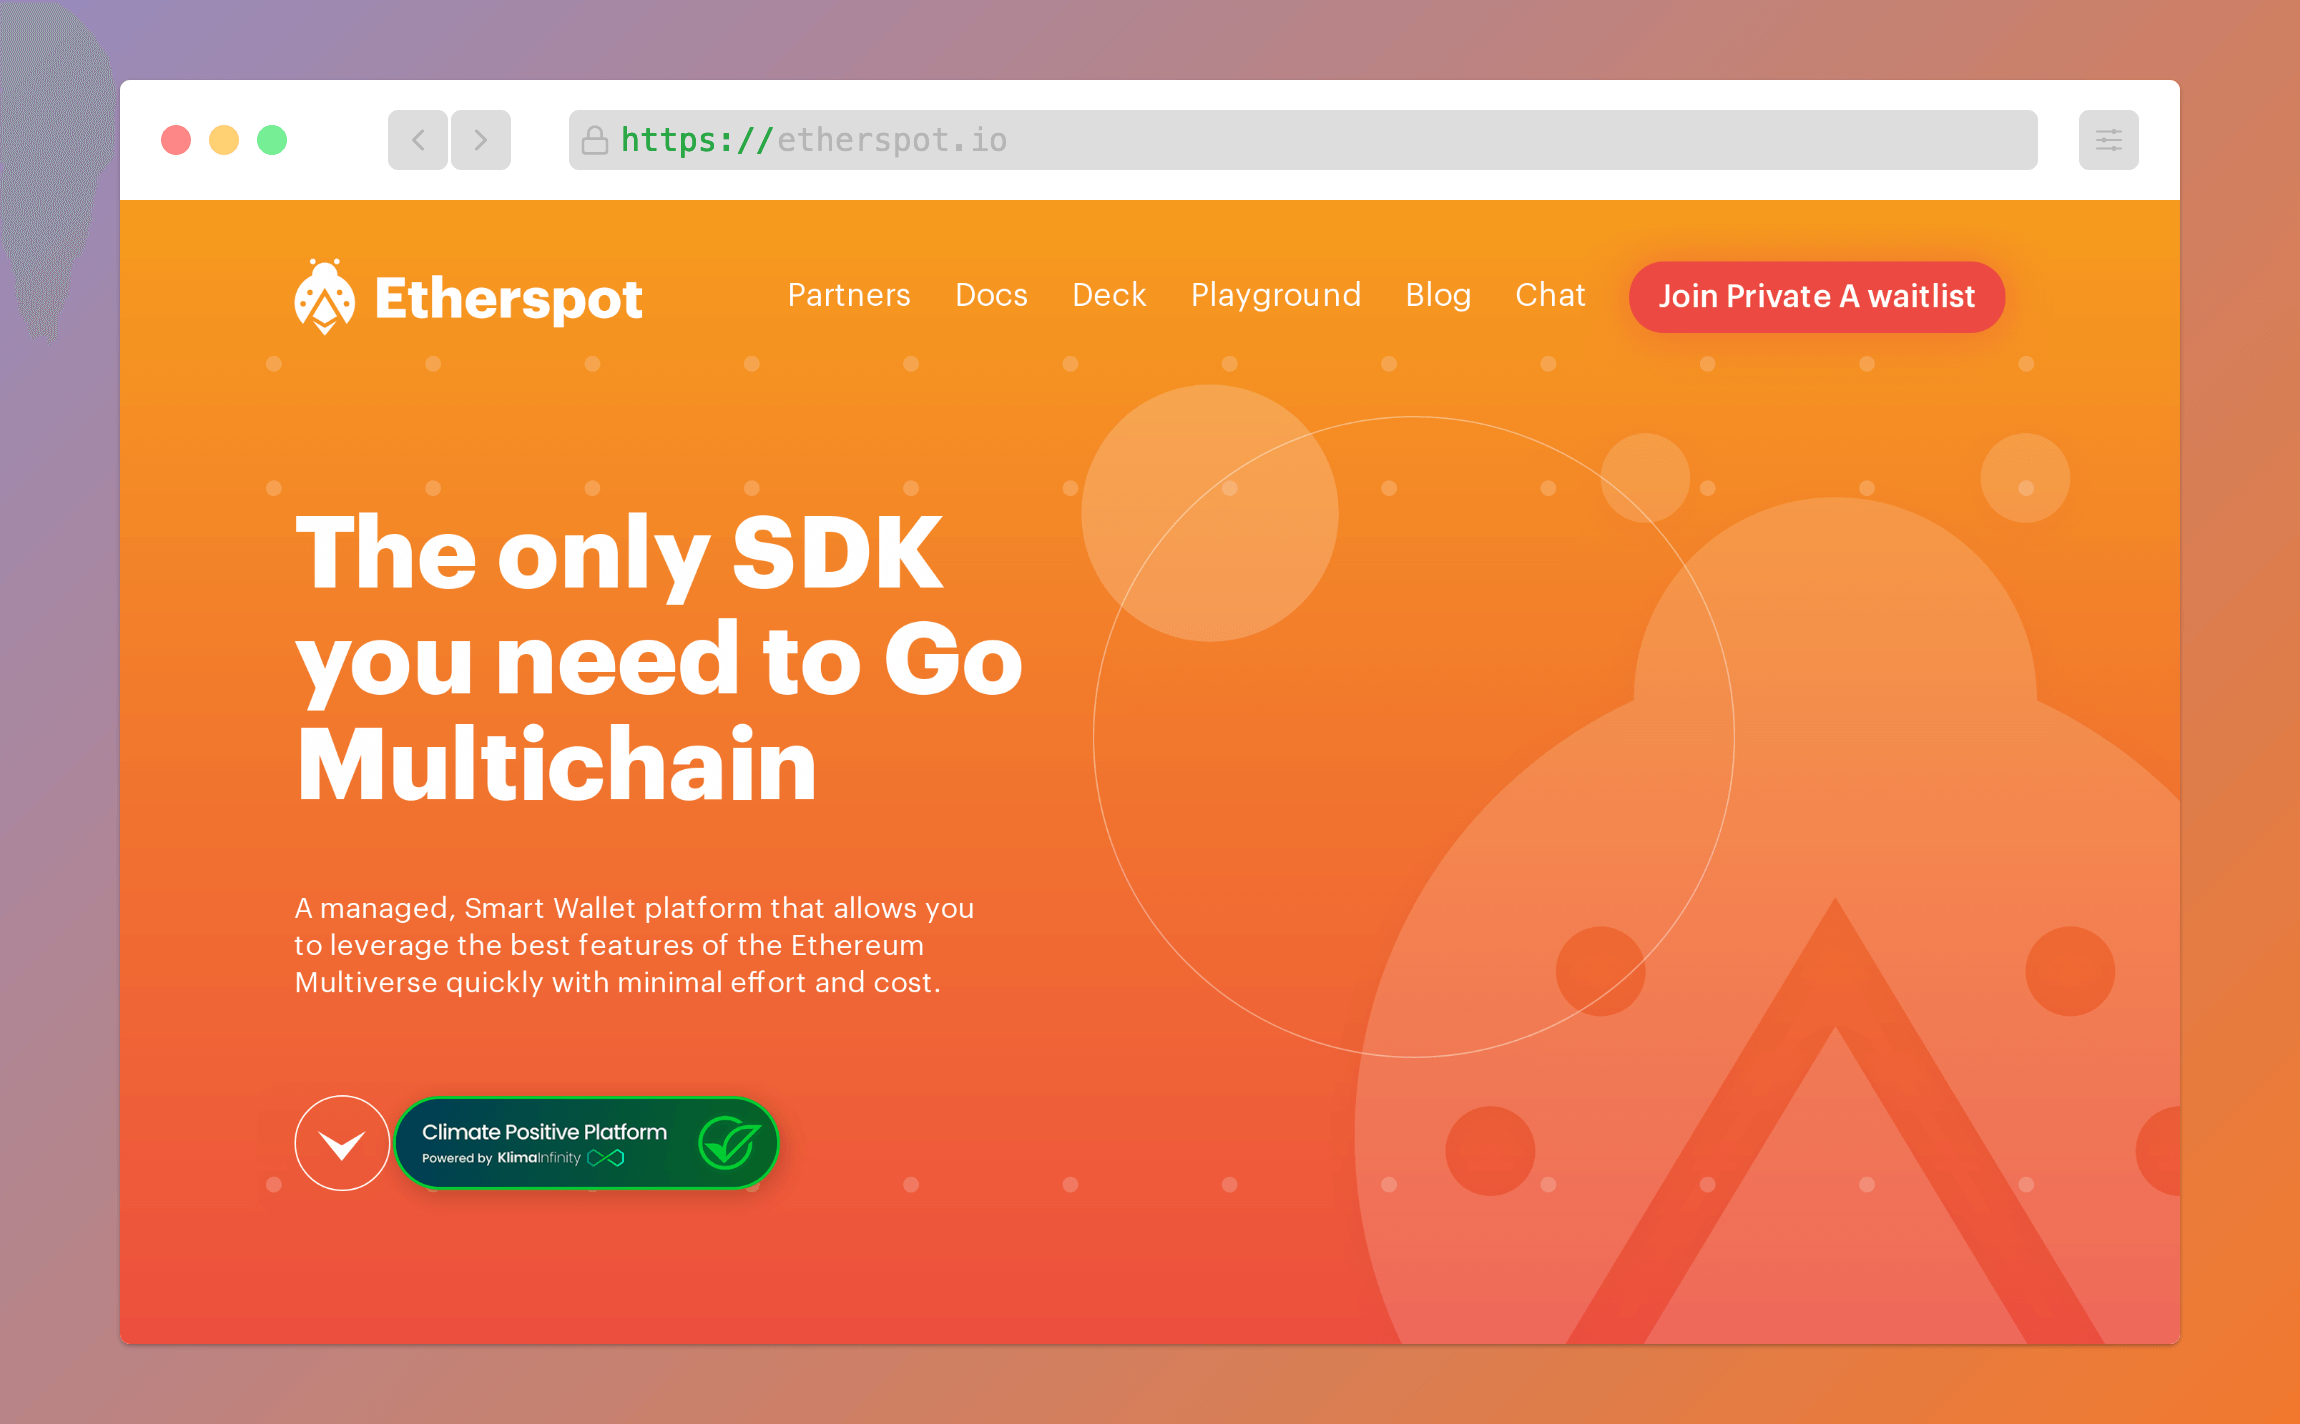 https://etherspot.io
Etherspot
Partners Docs Deck Playground Blog Chat Join Private A waitlist
The only SDK
you need to Go
Multichain
A managed, Smart Wallet platform that allows you
to leverage the best features of the Ethereum
Multiverse quickly with minimal effort and cost.
Climate Positive Platform
Powered by KlimaInfinity